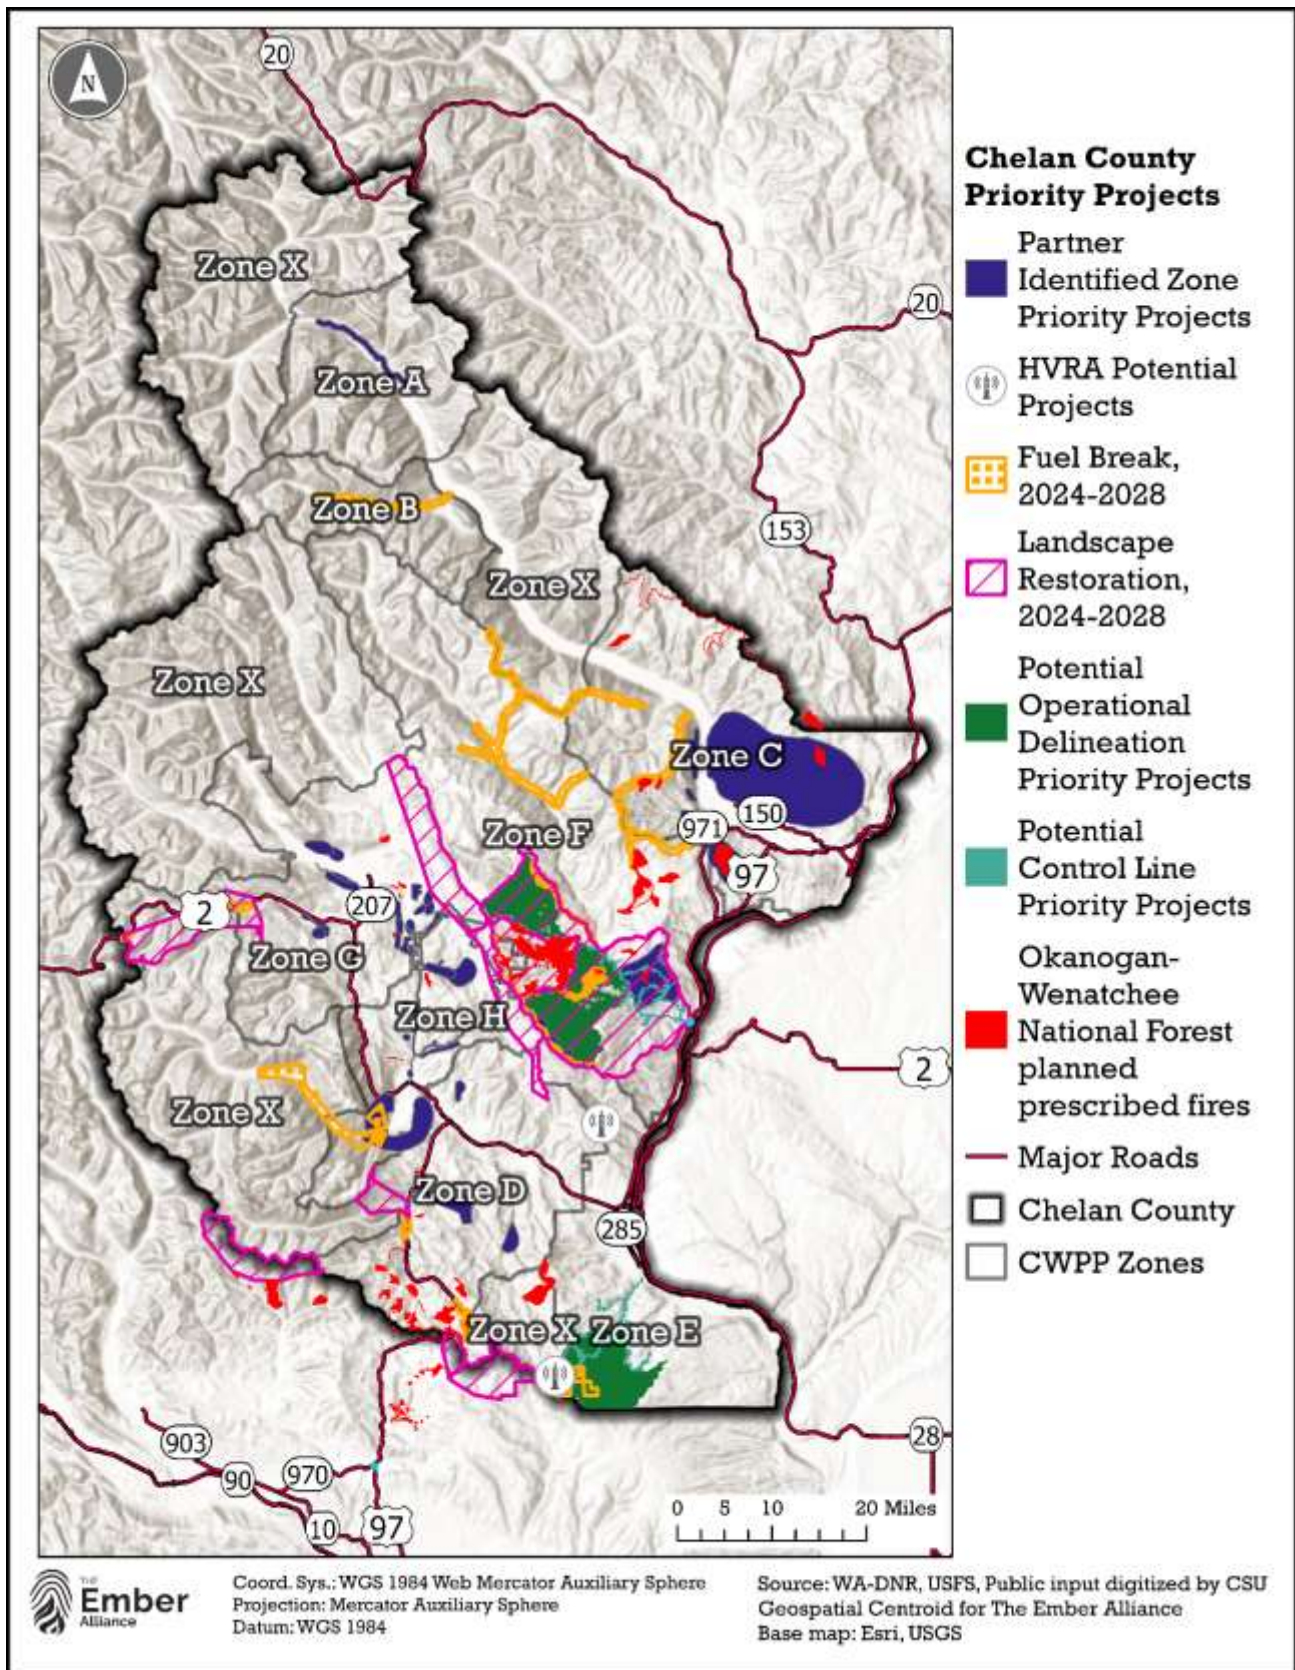 20
N
Chelan County
Priority Projects
Partner
Identified Zone
Priority Projects
HVRA Potential
Projects
Fuel Break,
2024-2028
Landscape
Restoration,
2024-2028
Potential
Operational
Delineation
Priority Projects
Potential
Control Line
Priority Projects
Okanogan-
Wenatchee
National Forest
planned
prescribed fires
Major Roads
Chelan County
CWPP Zones
Zone X
20
Zone A
Zone B
153
Zone X
Zone X
Zone C
150
971
Zone F
97
207
2
Zone G
Zone H
2
Zone X
Zone D
285
Zone X
Zone E
28
903
90
970
10
97
0 5 10 20 Miles
THE
Ember
Alliance
Coord. Sys.: WGS 1984 Web Mercator Auxiliary Sphere
Projection: Mercator Auxiliary Sphere
Datum: WGS 1984
Source: WA-DNR, USFS, Public input digitized by CSU
Geospatial Centroid for The Ember Alliance
Base map: Esri, USGS